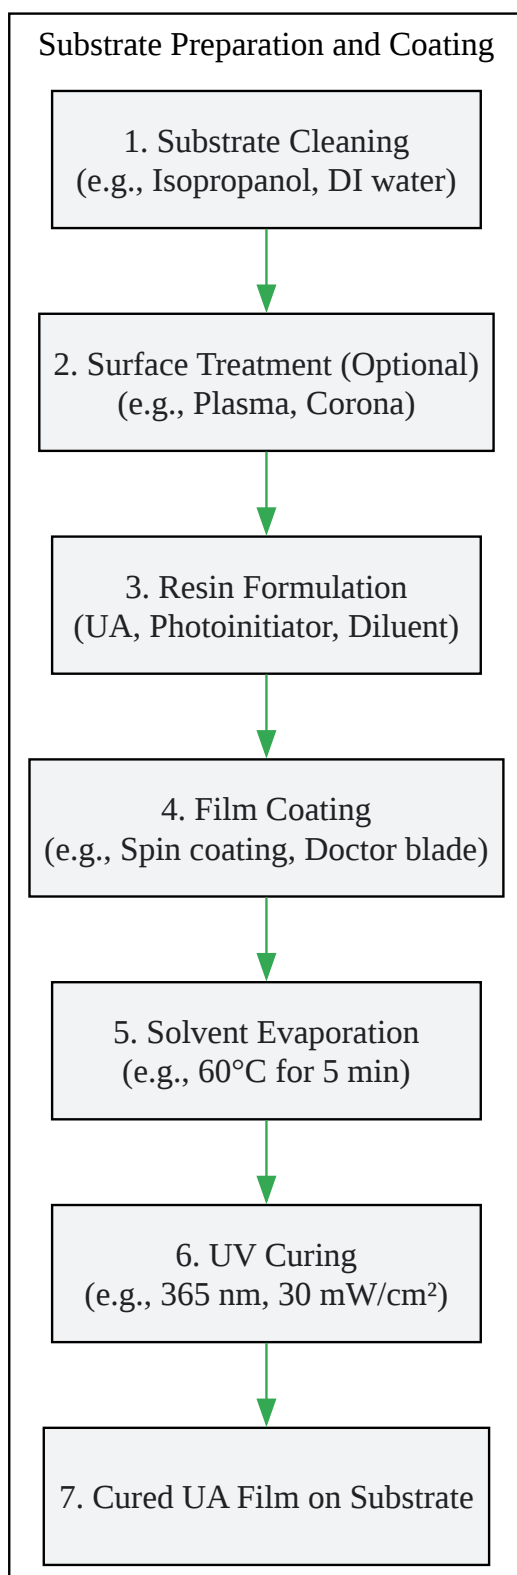 Substrate Preparation and Coating
1. Substrate Cleaning
(e.g., Isopropanol, DI water)
2. Surface Treatment (Optional)
(e.g., Plasma, Corona)
3. Resin Formulation
(UA, Photoinitiator, Diluent)
4. Film Coating
(e.g., Spin coating, Doctor blade)
5. Solvent Evaporation
(e.g., 60°C for 5 min)
6. UV Curing
(e.g., 365 nm, 30 mW/cm²)
7. Cured UA Film on Substrate